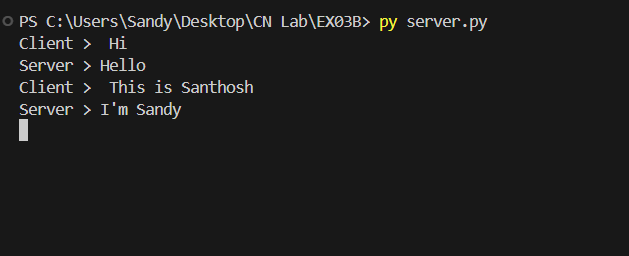 PS C:\Users\Sandy\Desktop\CN Lab\EX03B> py server.py
Client >  Hi
Server > Hello
Client >  This is Santhosh
Server > I'm Sandy